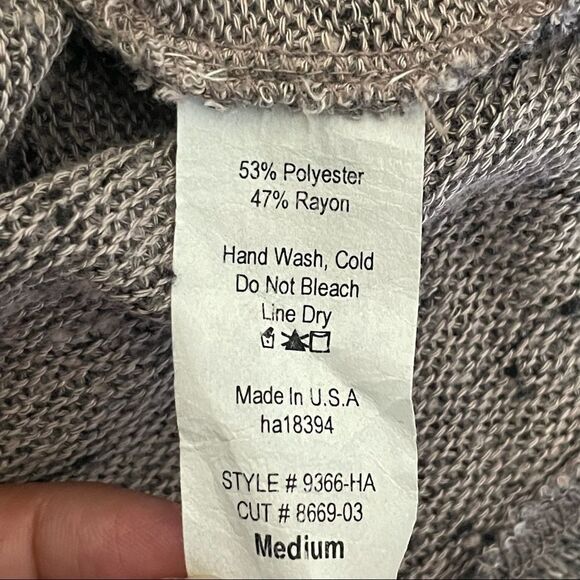 53% Polyester
47% Rayon
Hand Wash, Cold
Do Not Bleach
Line Dry
Made In U.S.A
ha18394
STYLE # 9366-HA
CUT # 8669-03
Medium